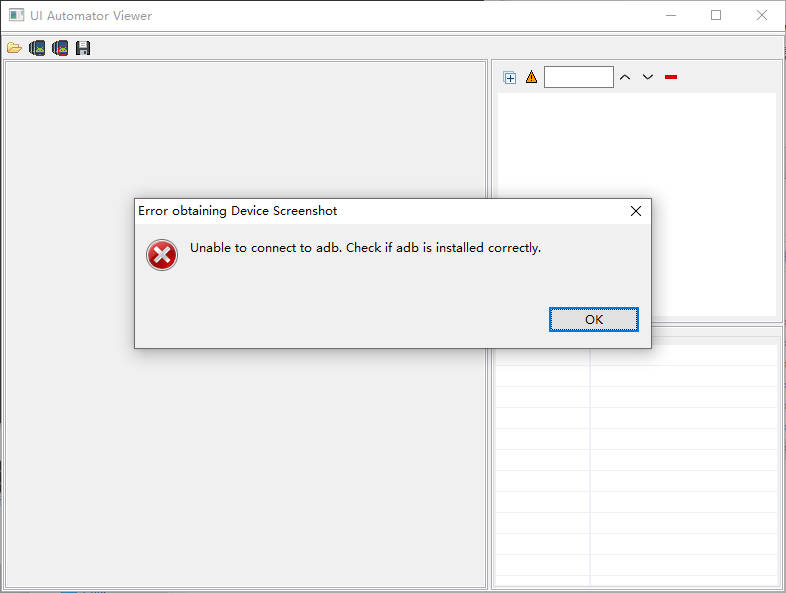 UI Automator Viewer
Error obtaining Device Screenshot
Unable to connect to adb. Check if adb is installed correctly.
OK